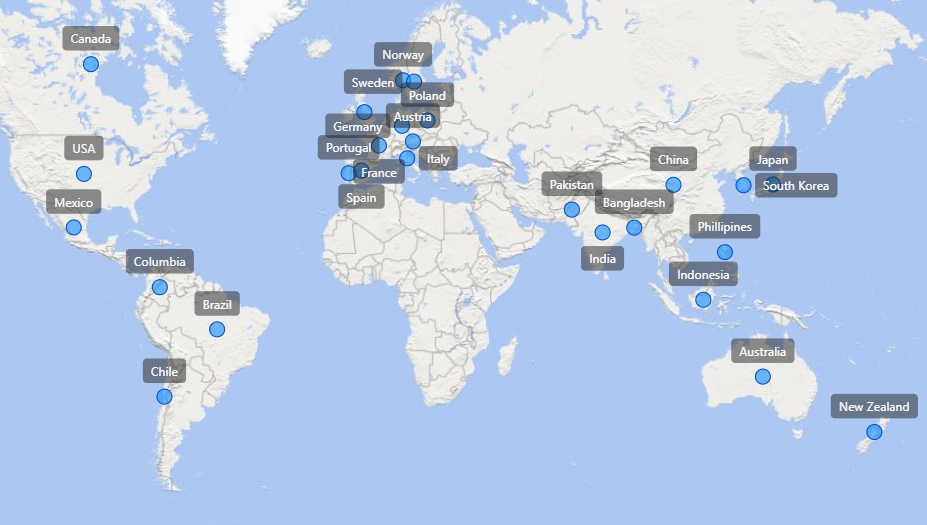 Canada
Norway
Sweden
Poland
Austria
Germany
Portugal
Italy
France
Spain
USA
Mexico
China
Japan
South Korea
Pakistan
Bangladesh
Phillipines
India
Indonesia
Columbia
Brazil
Chile
Australia
New Zealand